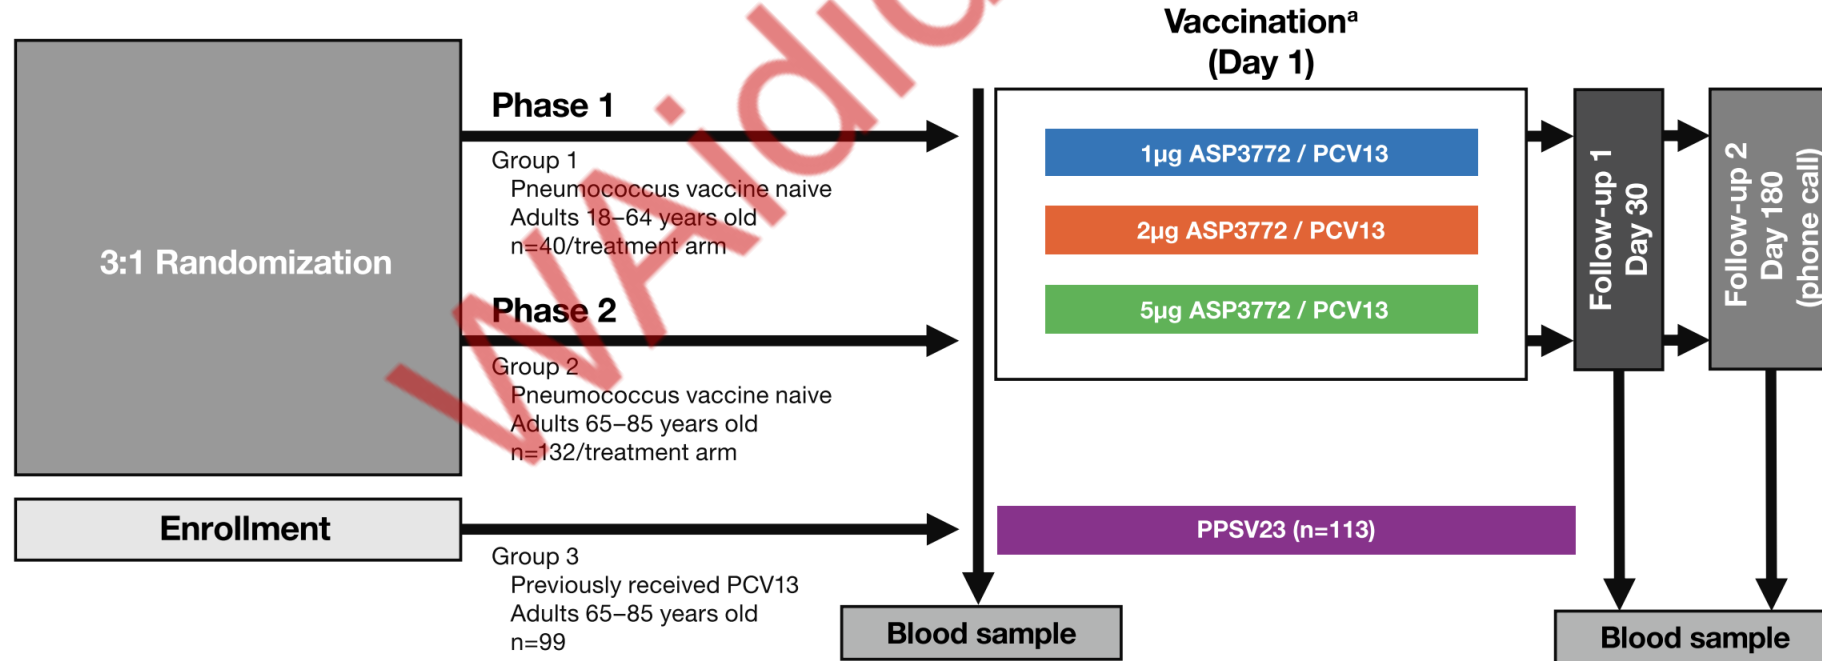 Vaccinationᵃ
(Day 1)
3:1 Randomization
Phase 1
Group 1
Pneumococcus vaccine naive
Adults 18–64 years old
n=40/treatment arm
Phase 2
Group 2
Pneumococcus vaccine naive
Adults 65–85 years old
n=132/treatment arm
Enrollment
Group 3
Previously received PCV13
Adults 65–85 years old
n=99
1µg ASP3772 / PCV13
2µg ASP3772 / PCV13
5µg ASP3772 / PCV13
PPSV23 (n=113)
Follow-up 1
Day 30
Follow-up 2
Day 180
(phone call)
Blood sample
Blood sample